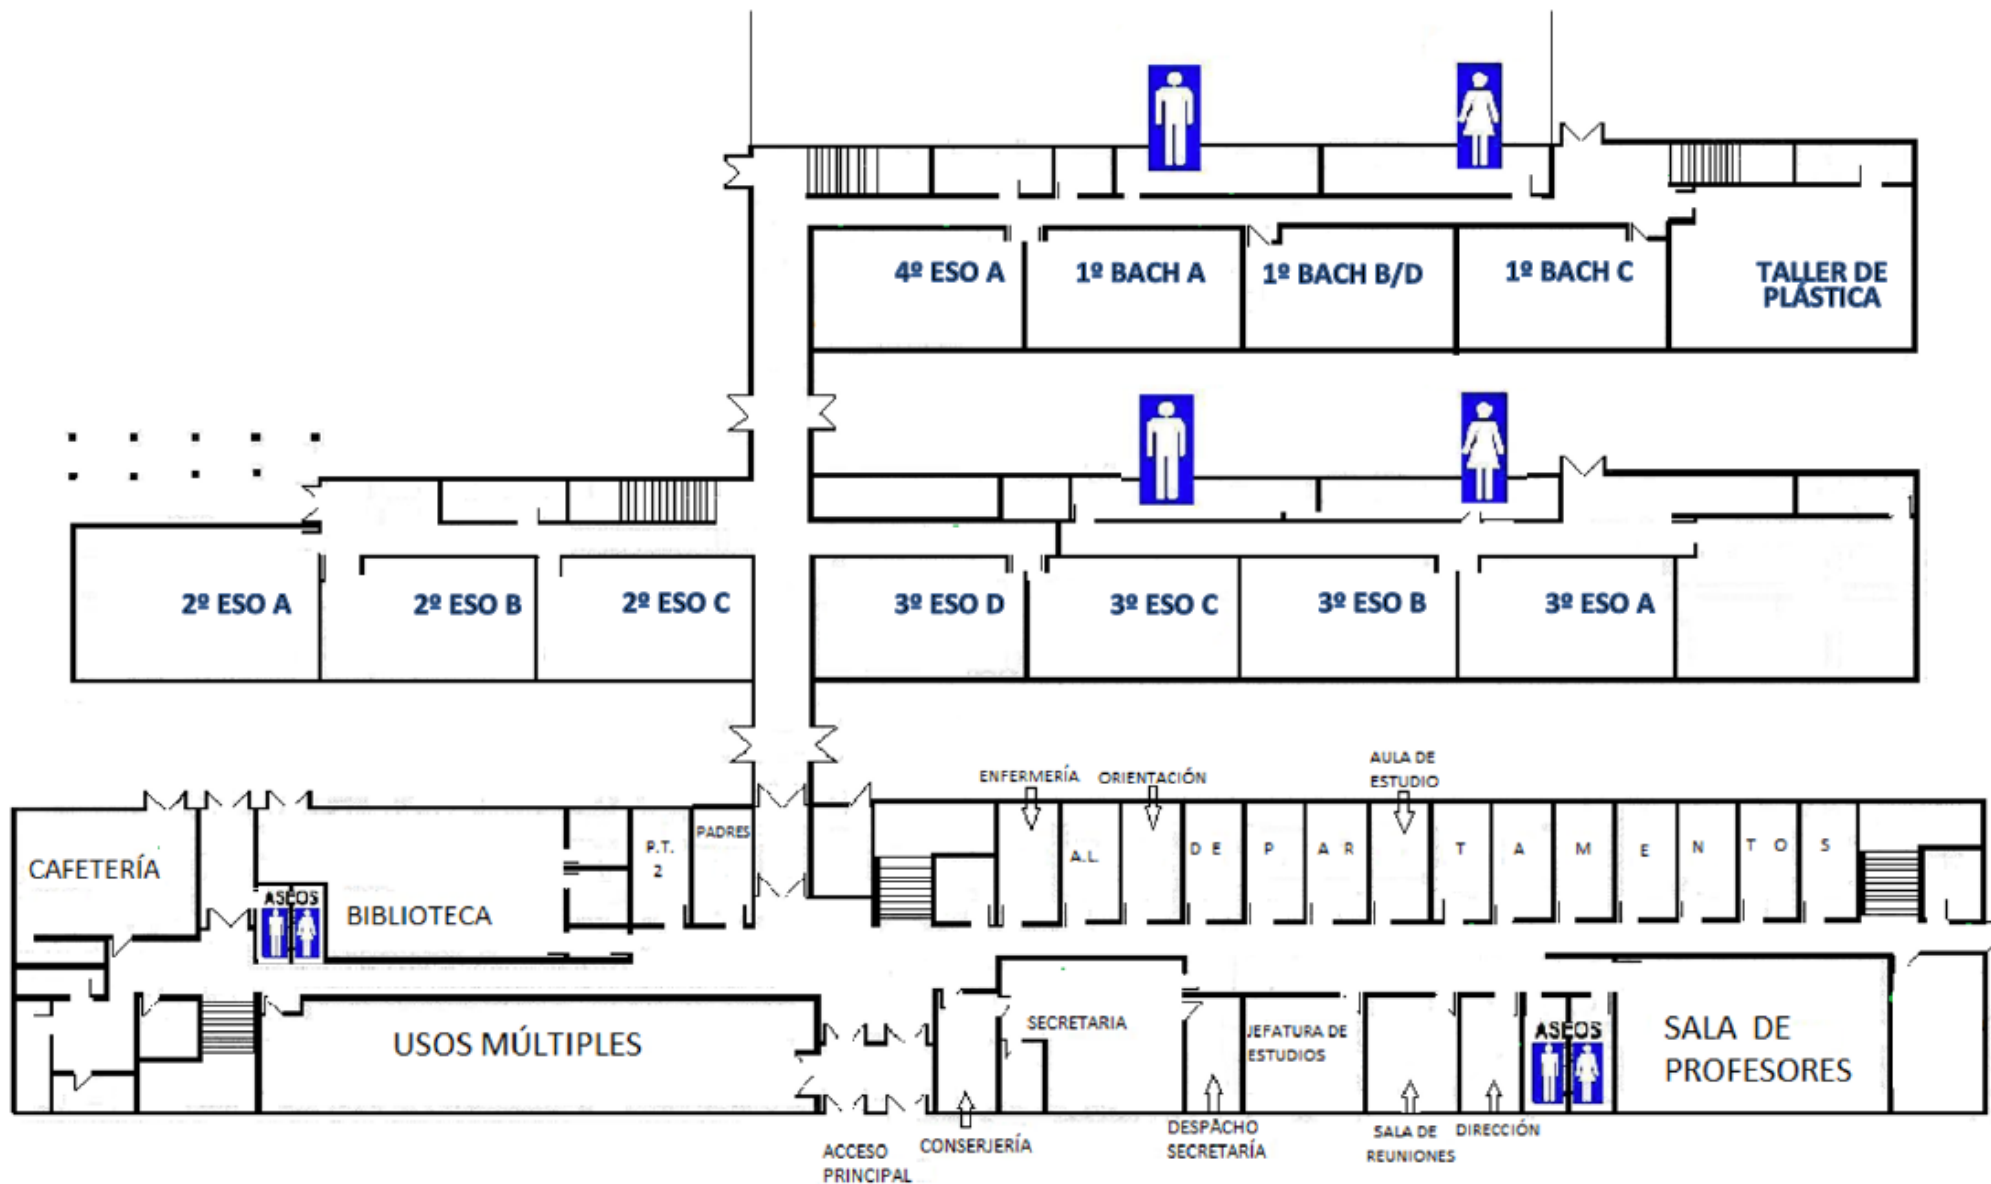 4º ESO A
1º BACH A
1º BACH B/D
1º BACH C
TALLER DE
PLÁSTICA
2º ESO A
2º ESO B
2º ESO C
3º ESO D
3º ESO C
3º ESO B
3º ESO A
ENFERMERÍA
ORIENTACIÓN
AULA DE
ESTUDIO
CAFETERÍA
ASEOS
BIBLIOTECA
P.T.
2
PADRES
A.L.
D E P A R T A M E N T O S
USOS MÚLTIPLES
SECRETARIA
JEFATURA DE
ESTUDIOS
ASEOS
SALA DE
PROFESORES
ACCESO
PRINCIPAL
CONSERJERÍA
DESPACHO
SECRETARÍA
SALA DE
REUNIONES
DIRECCIÓN